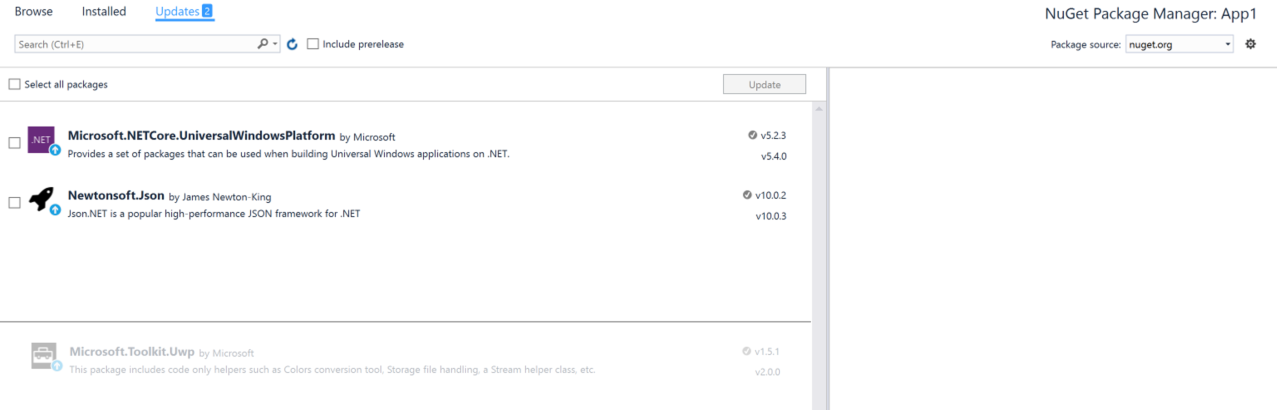 Browse Installed Updates 2
NuGet Package Manager: App1
Search (Ctrl+E) Include prerelease
Package source: nuget.org
Select all packages Update
.NET Microsoft.NETCore.UniversalWindowsPlatform by Microsoft v5.2.3
Provides a set of packages that can be used when building Universal Windows applications on .NET. v5.4.0
Newtonsoft.Json by James Newton-King v10.0.2
Json.NET is a popular high-performance JSON framework for .NET v10.0.3
Microsoft.Toolkit.Uwp by Microsoft v1.5.1
This package includes code only helpers such as Colors conversion tool, Storage file handling, a Stream helper class, etc. v2.0.0